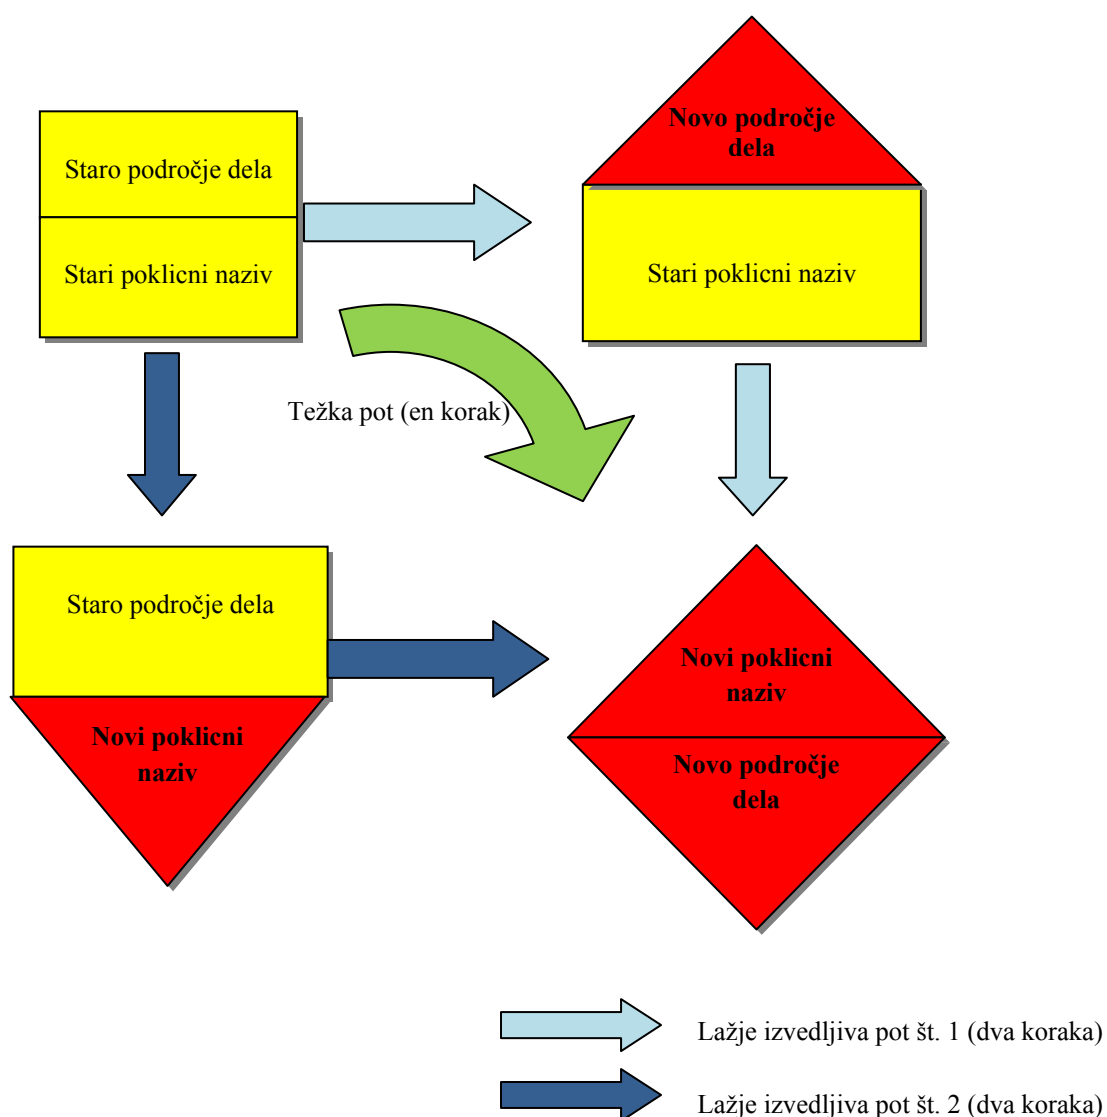 Novo področje
dela
Staro področje dela
Stari poklicni naziv
Stari poklicni naziv
Težka pot (en korak)
Staro področje dela
Novi poklicni
naziv
Novi poklicni
naziv
Novo področje
dela
Lažje izvedljiva pot št. 1 (dva koraka)
Lažje izvedljiva pot št. 2 (dva koraka)